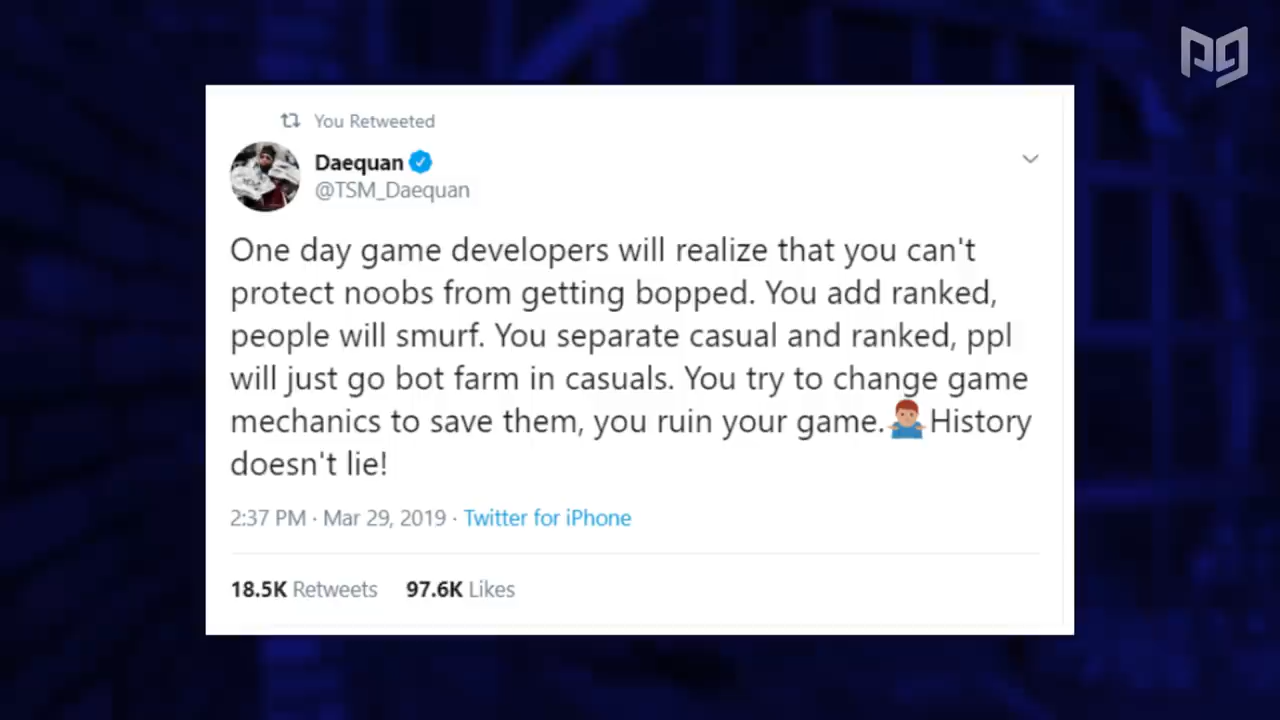 PG
You Retweeted
Daequan
@TSM_Daequan
One day game developers will realize that you can't
protect noobs from getting bopped. You add ranked,
people will smurf. You separate casual and ranked, ppl
will just go bot farm in casuals. You try to change game
mechanics to save them, you ruin your game.🤷🏽‍♂️History
doesn't lie!
2:37 PM · Mar 29, 2019 · Twitter for iPhone
18.5K Retweets 97.6K Likes